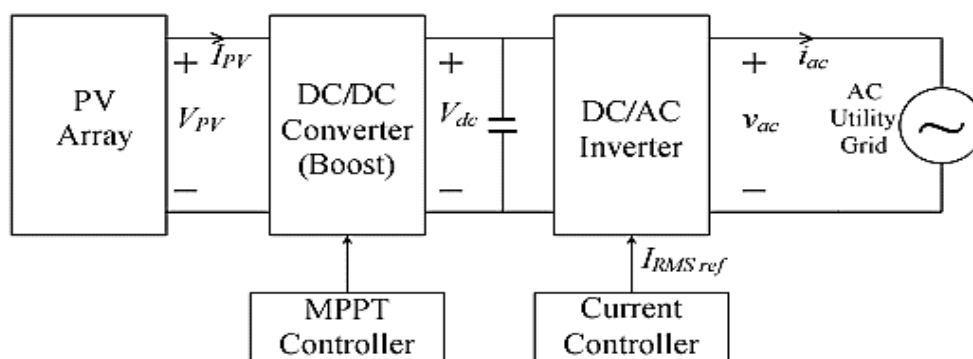 PV
Array
+
I_PV
V_PV
−
DC/DC
Converter
(Boost)
+
V_dc
−
DC/AC
Inverter
+
i_ac
v_ac
−
AC
Utility
Grid
~
I_RMS ref
MPPT
Controller
Current
Controller